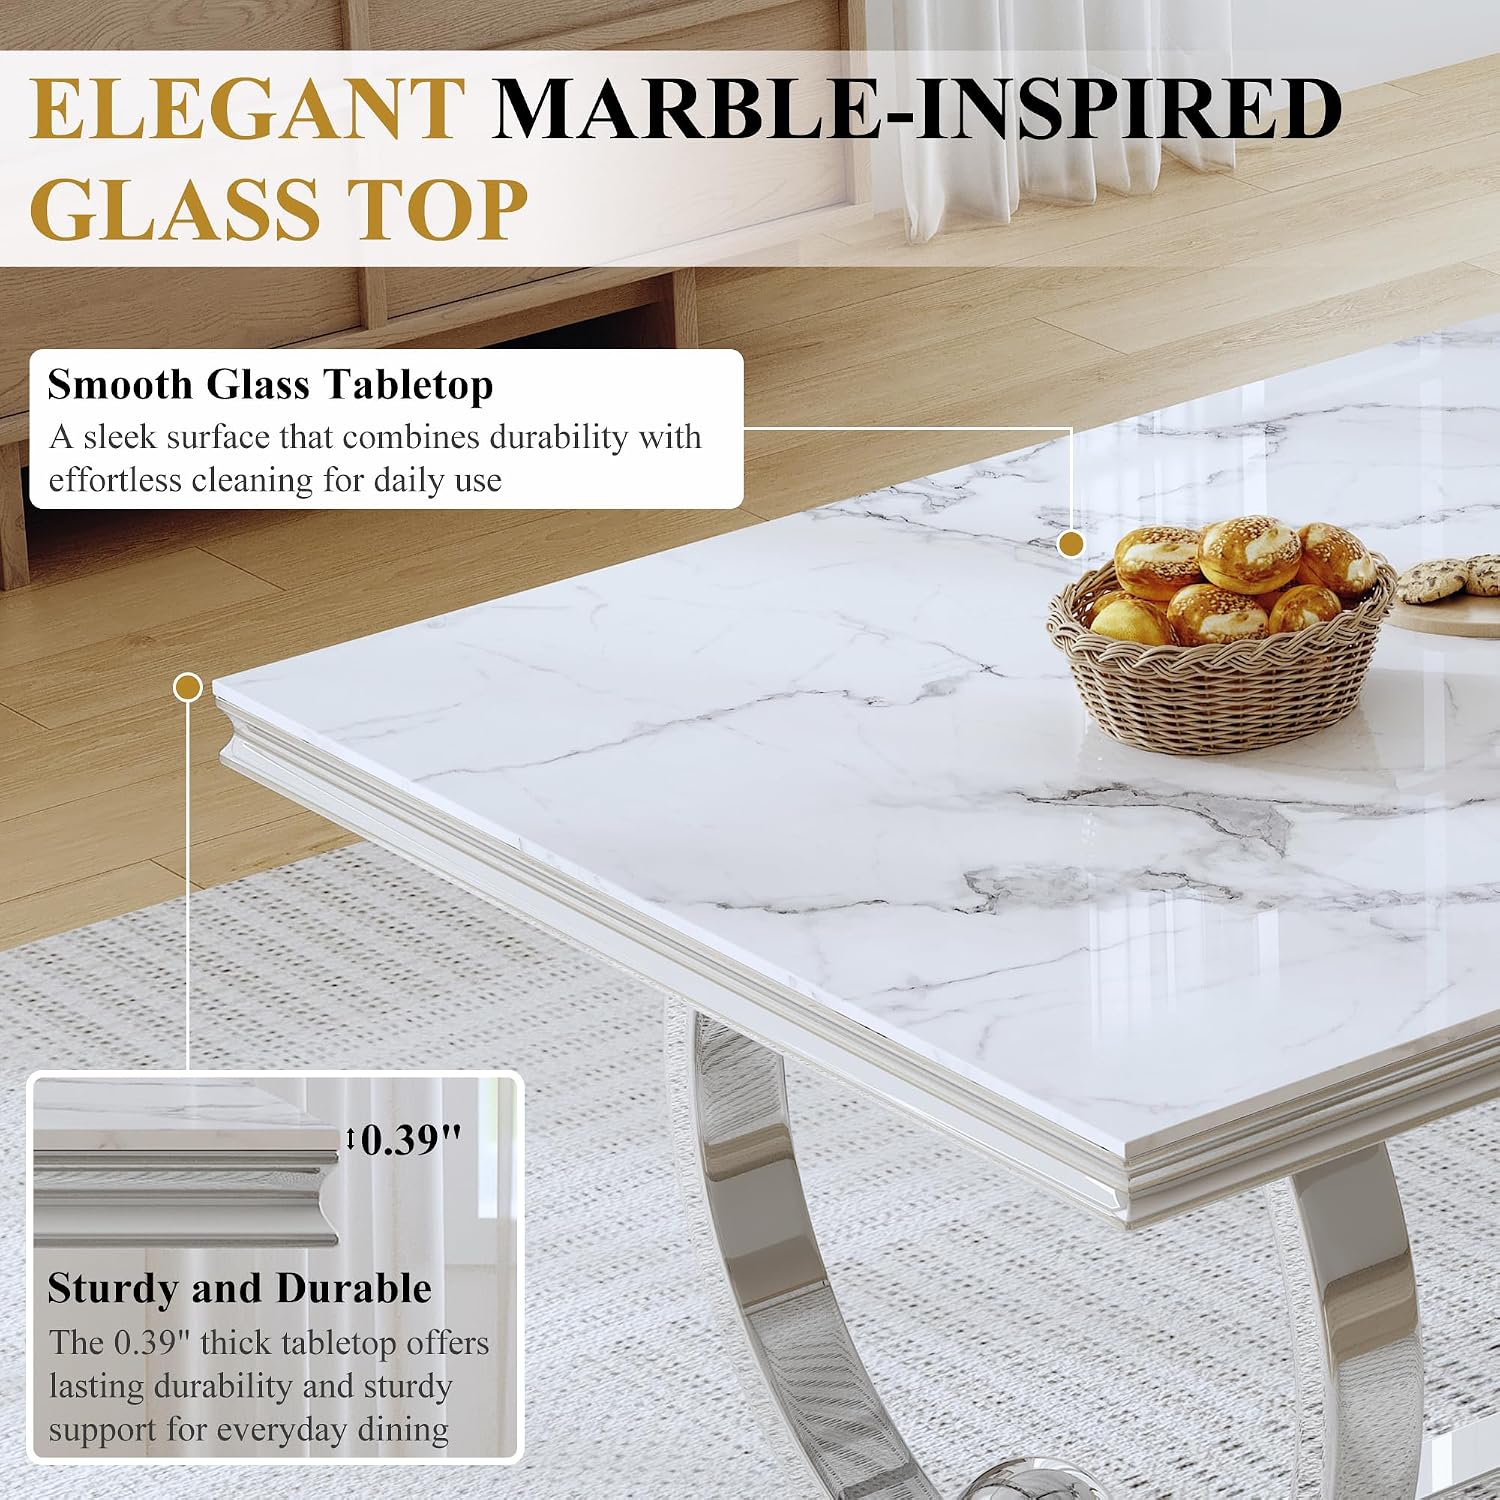 ELEGANT MARBLE-INSPIRED
GLASS TOP
Smooth Glass Tabletop
A sleek surface that combines durability with
effortless cleaning for daily use
0.39"
Sturdy and Durable
The 0.39" thick tabletop offers
lasting durability and sturdy
support for everyday dining